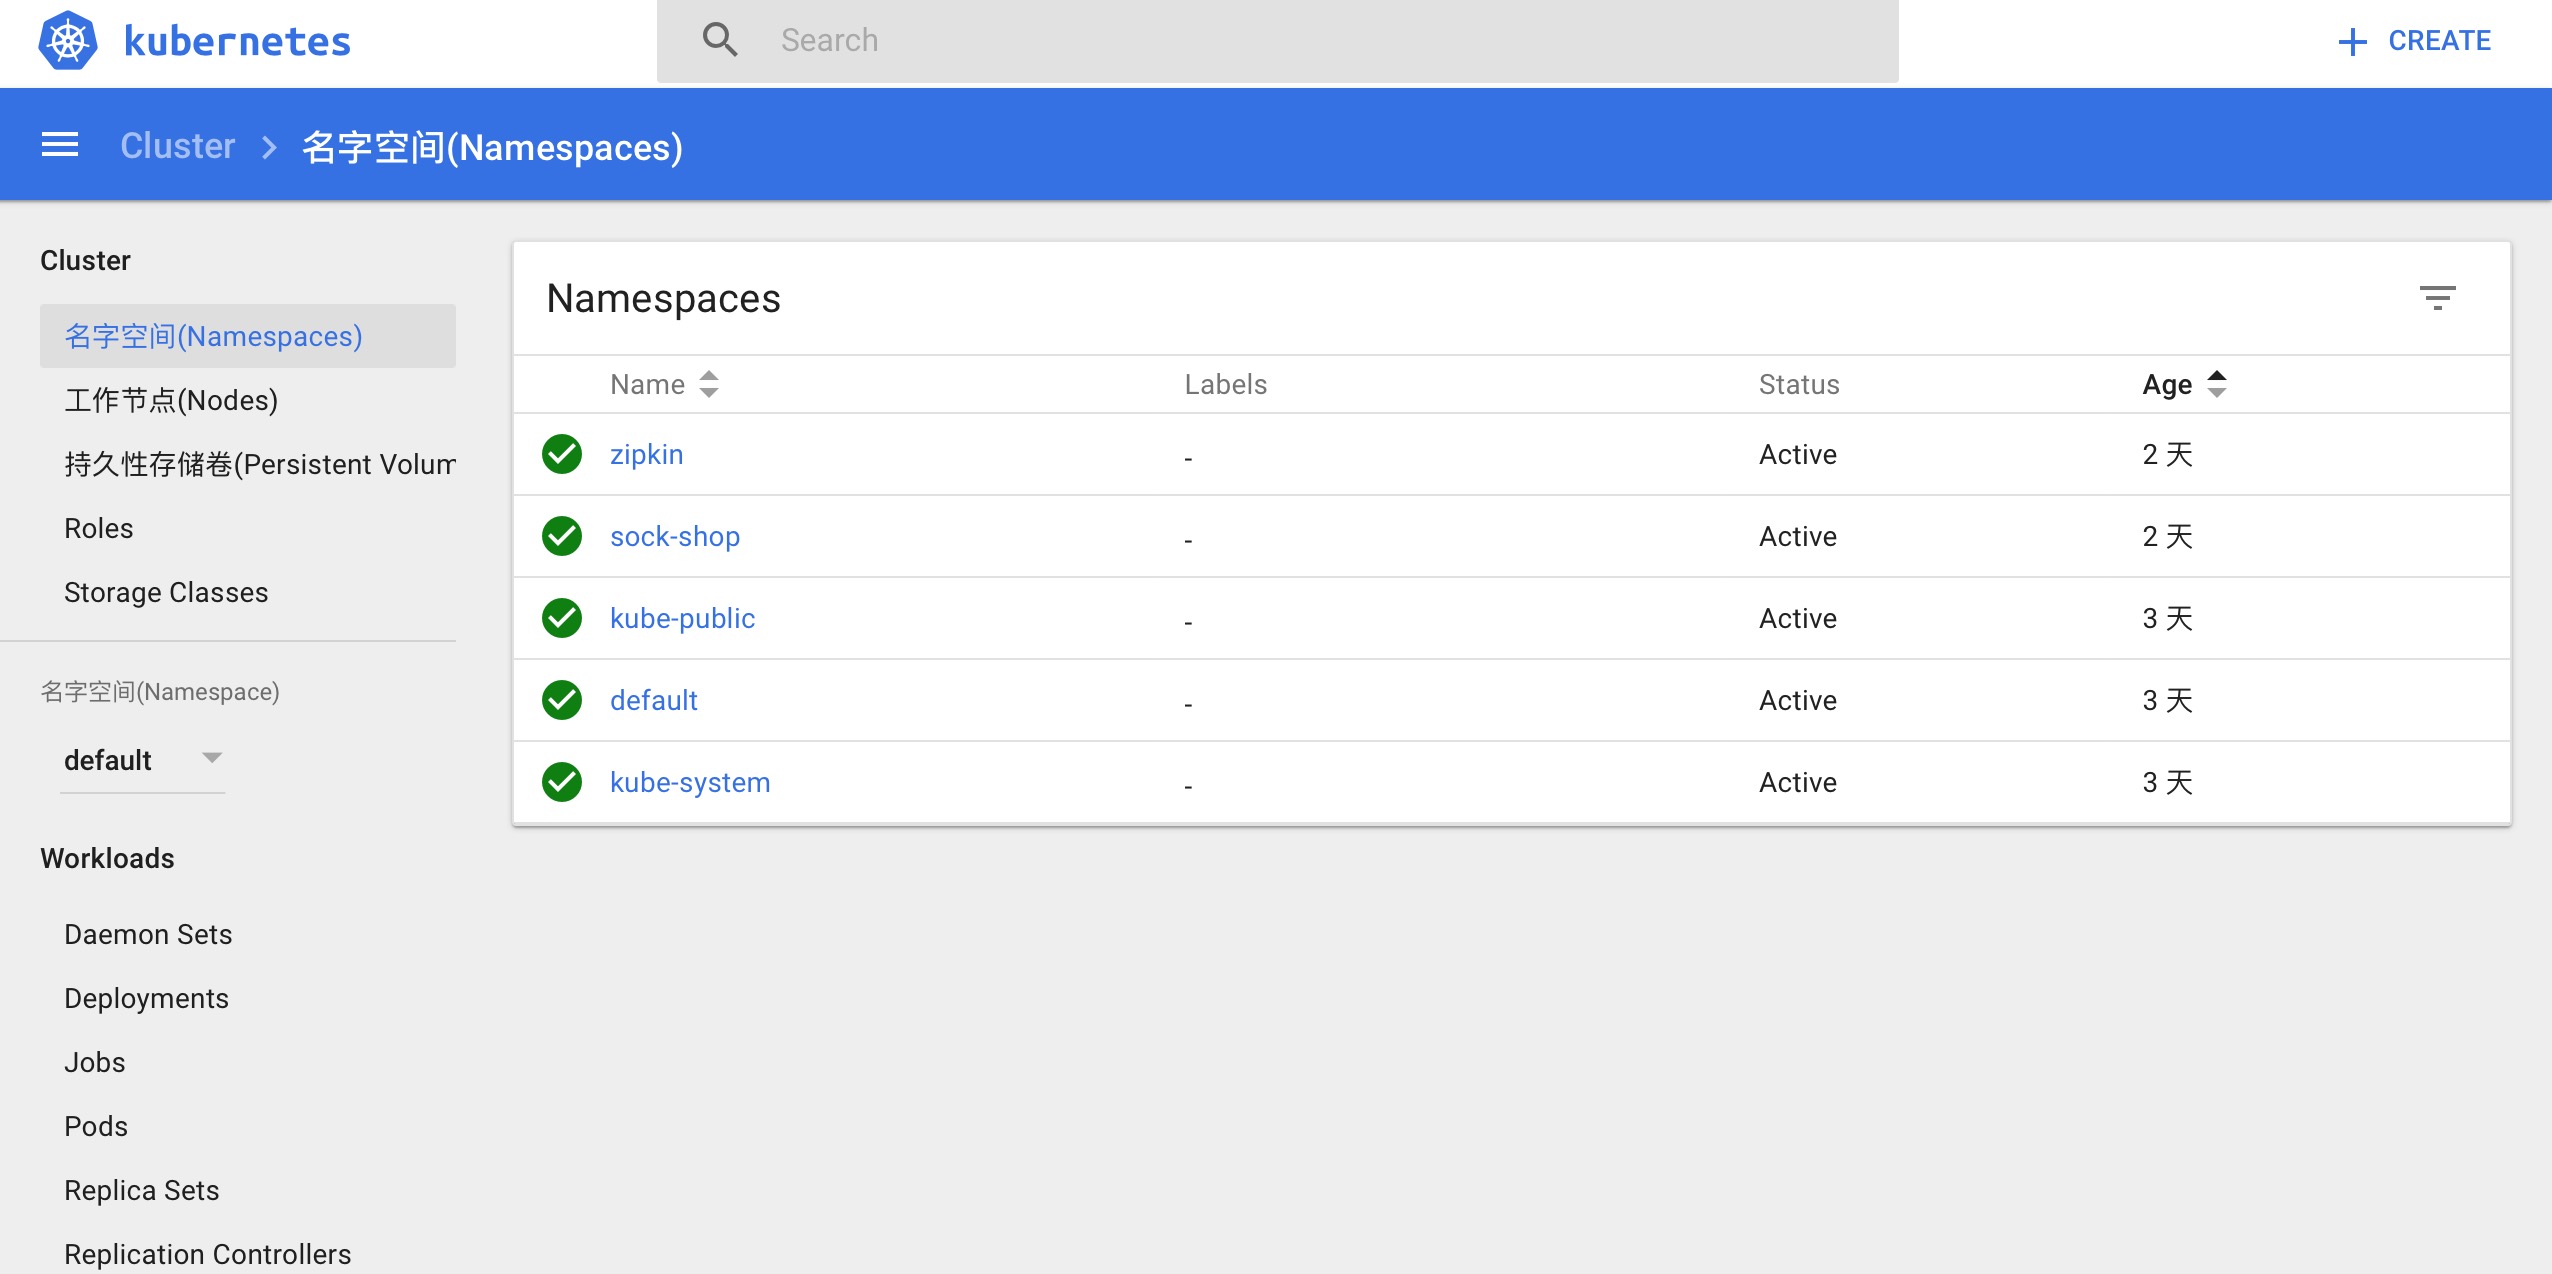 kubernetes
Search
CREATE
Cluster > 名字空间(Namespaces)
Cluster
名字空间(Namespaces)
工作节点(Nodes)
持久性存储卷(Persistent Volum
Roles
Storage Classes
名字空间(Namespace)
default
Workloads
Daemon Sets
Deployments
Jobs
Pods
Replica Sets
Replication Controllers
Namespaces
Name Labels Status Age
zipkin - Active 2 天
sock-shop - Active 2 天
kube-public - Active 3 天
default - Active 3 天
kube-system - Active 3 天